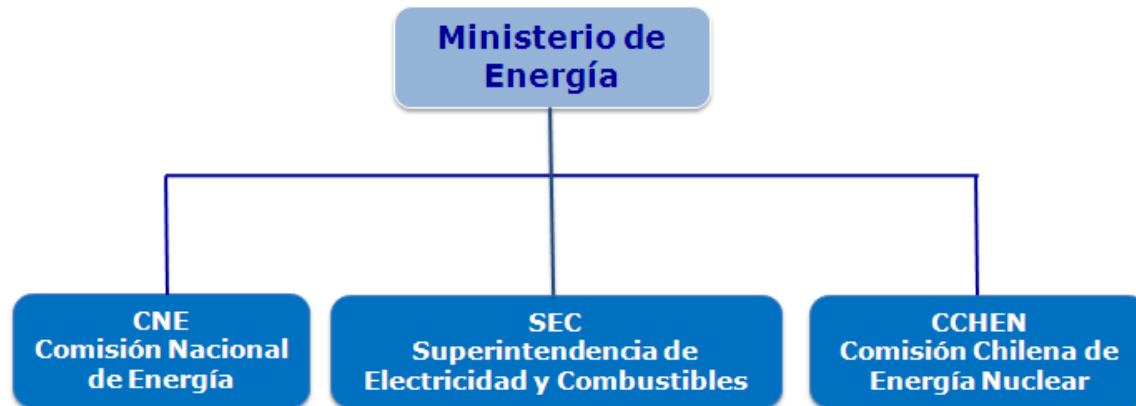 Ministerio de
Energía
CNE
Comisión Nacional
de Energía
SEC
Superintendencia de
Electricidad y Combustibles
CCHEN
Comisión Chilena de
Energía Nuclear